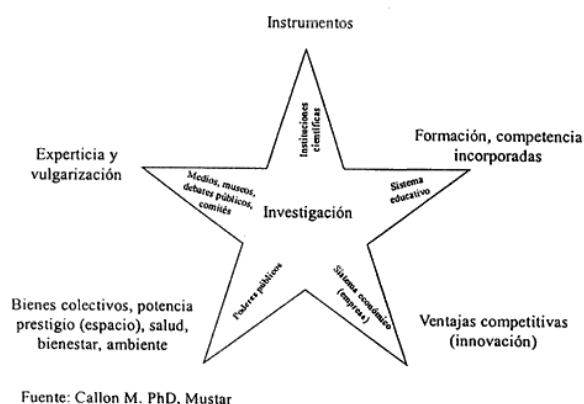 Instrumentos
Instituciones
científicas
Formación, competencia
incorporadas
Experticia y
vulgarización
Medios, museos,
debates públicos,
comités
Sistema
educativo
Investigación
Poderes públicos
Sistema económico
(empresa)
Bienes colectivos, potencia
prestigio (espacio), salud,
bienestar, ambiente
Ventajas competitivas
(innovación)
Fuente: Callon M. PhD, Mustar